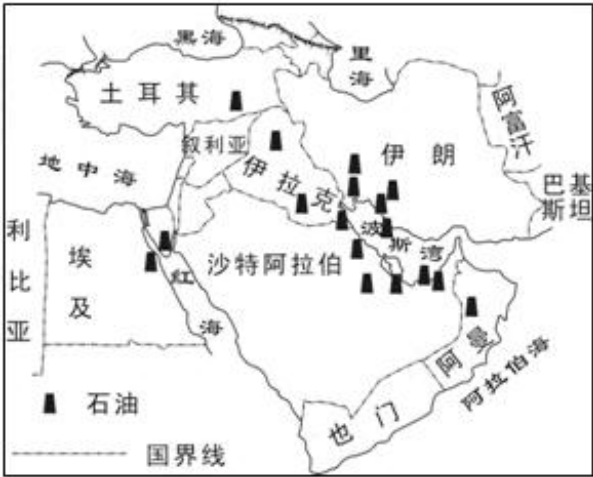 黑海
里海
土耳其
阿富汗
叙利亚
伊朗
地中海
伊拉克
巴基
斯坦
波斯湾
利比亚
埃及
红海
沙特阿拉伯
阿曼
阿拉伯海
也门
石油
国界线